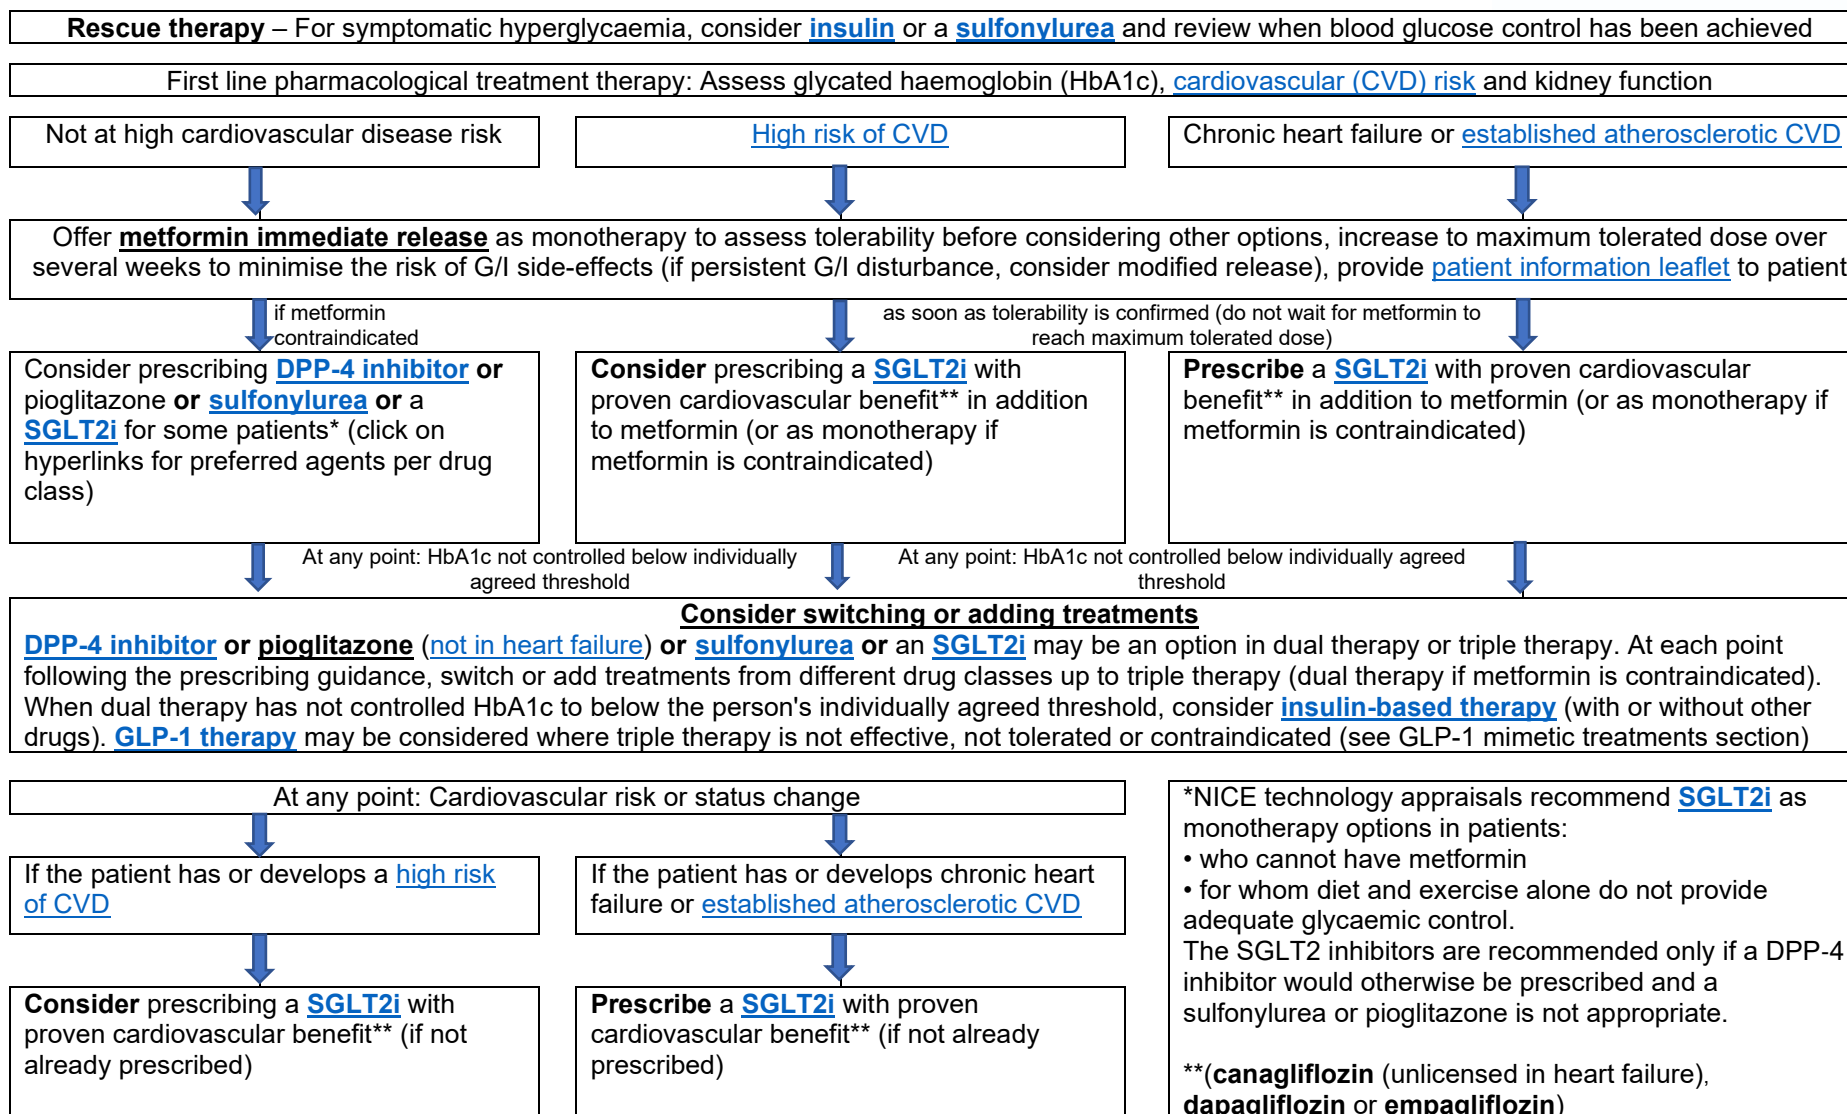 Rescue therapy – For symptomatic hyperglycaemia, consider insulin or a sulfonylurea and review when blood glucose control has been achieved
First line pharmacological treatment therapy: Assess glycated haemoglobin (HbA1c), cardiovascular (CVD) risk and kidney function
Not at high cardiovascular disease risk
High risk of CVD
Chronic heart failure or established atherosclerotic CVD
Offer metformin immediate release as monotherapy to assess tolerability before considering other options, increase to maximum tolerated dose over
several weeks to minimise the risk of G/I side-effects (if persistent G/I disturbance, consider modified release), provide patient information leaflet to patient
if metformin
contraindicated
as soon as tolerability is confirmed (do not wait for metformin to
reach maximum tolerated dose)
Consider prescribing DPP-4 inhibitor or
pioglitazone or sulfonylurea or a
SGLT2i for some patients* (click on
hyperlinks for preferred agents per drug
class)
Consider prescribing a SGLT2i with
proven cardiovascular benefit** in addition
to metformin (or as monotherapy if
metformin is contraindicated)
Prescribe a SGLT2i with proven cardiovascular
benefit** in addition to metformin (or as monotherapy if
metformin is contraindicated)
At any point: HbA1c not controlled below individually
agreed threshold
At any point: HbA1c not controlled below individually agreed
threshold
Consider switching or adding treatments
DPP-4 inhibitor or pioglitazone (not in heart failure) or sulfonylurea or an SGLT2i may be an option in dual therapy or triple therapy. At each point
following the prescribing guidance, switch or add treatments from different drug classes up to triple therapy (dual therapy if metformin is contraindicated).
When dual therapy has not controlled HbA1c to below the person's individually agreed threshold, consider insulin-based therapy (with or without other
drugs). GLP-1 therapy may be considered where triple therapy is not effective, not tolerated or contraindicated (see GLP-1 mimetic treatments section)
At any point: Cardiovascular risk or status change
If the patient has or develops a high risk
of CVD
If the patient has or develops chronic heart
failure or established atherosclerotic CVD
Consider prescribing a SGLT2i with
proven cardiovascular benefit** (if not
already prescribed)
Prescribe a SGLT2i with proven
cardiovascular benefit** (if not already
prescribed)
*NICE technology appraisals recommend SGLT2i as
monotherapy options in patients:
• who cannot have metformin
• for whom diet and exercise alone do not provide
adequate glycaemic control.
The SGLT2 inhibitors are recommended only if a DPP-4
inhibitor would otherwise be prescribed and a
sulfonylurea or pioglitazone is not appropriate.
**(canagliflozin (unlicensed in heart failure),
dapagliflozin or empagliflozin)